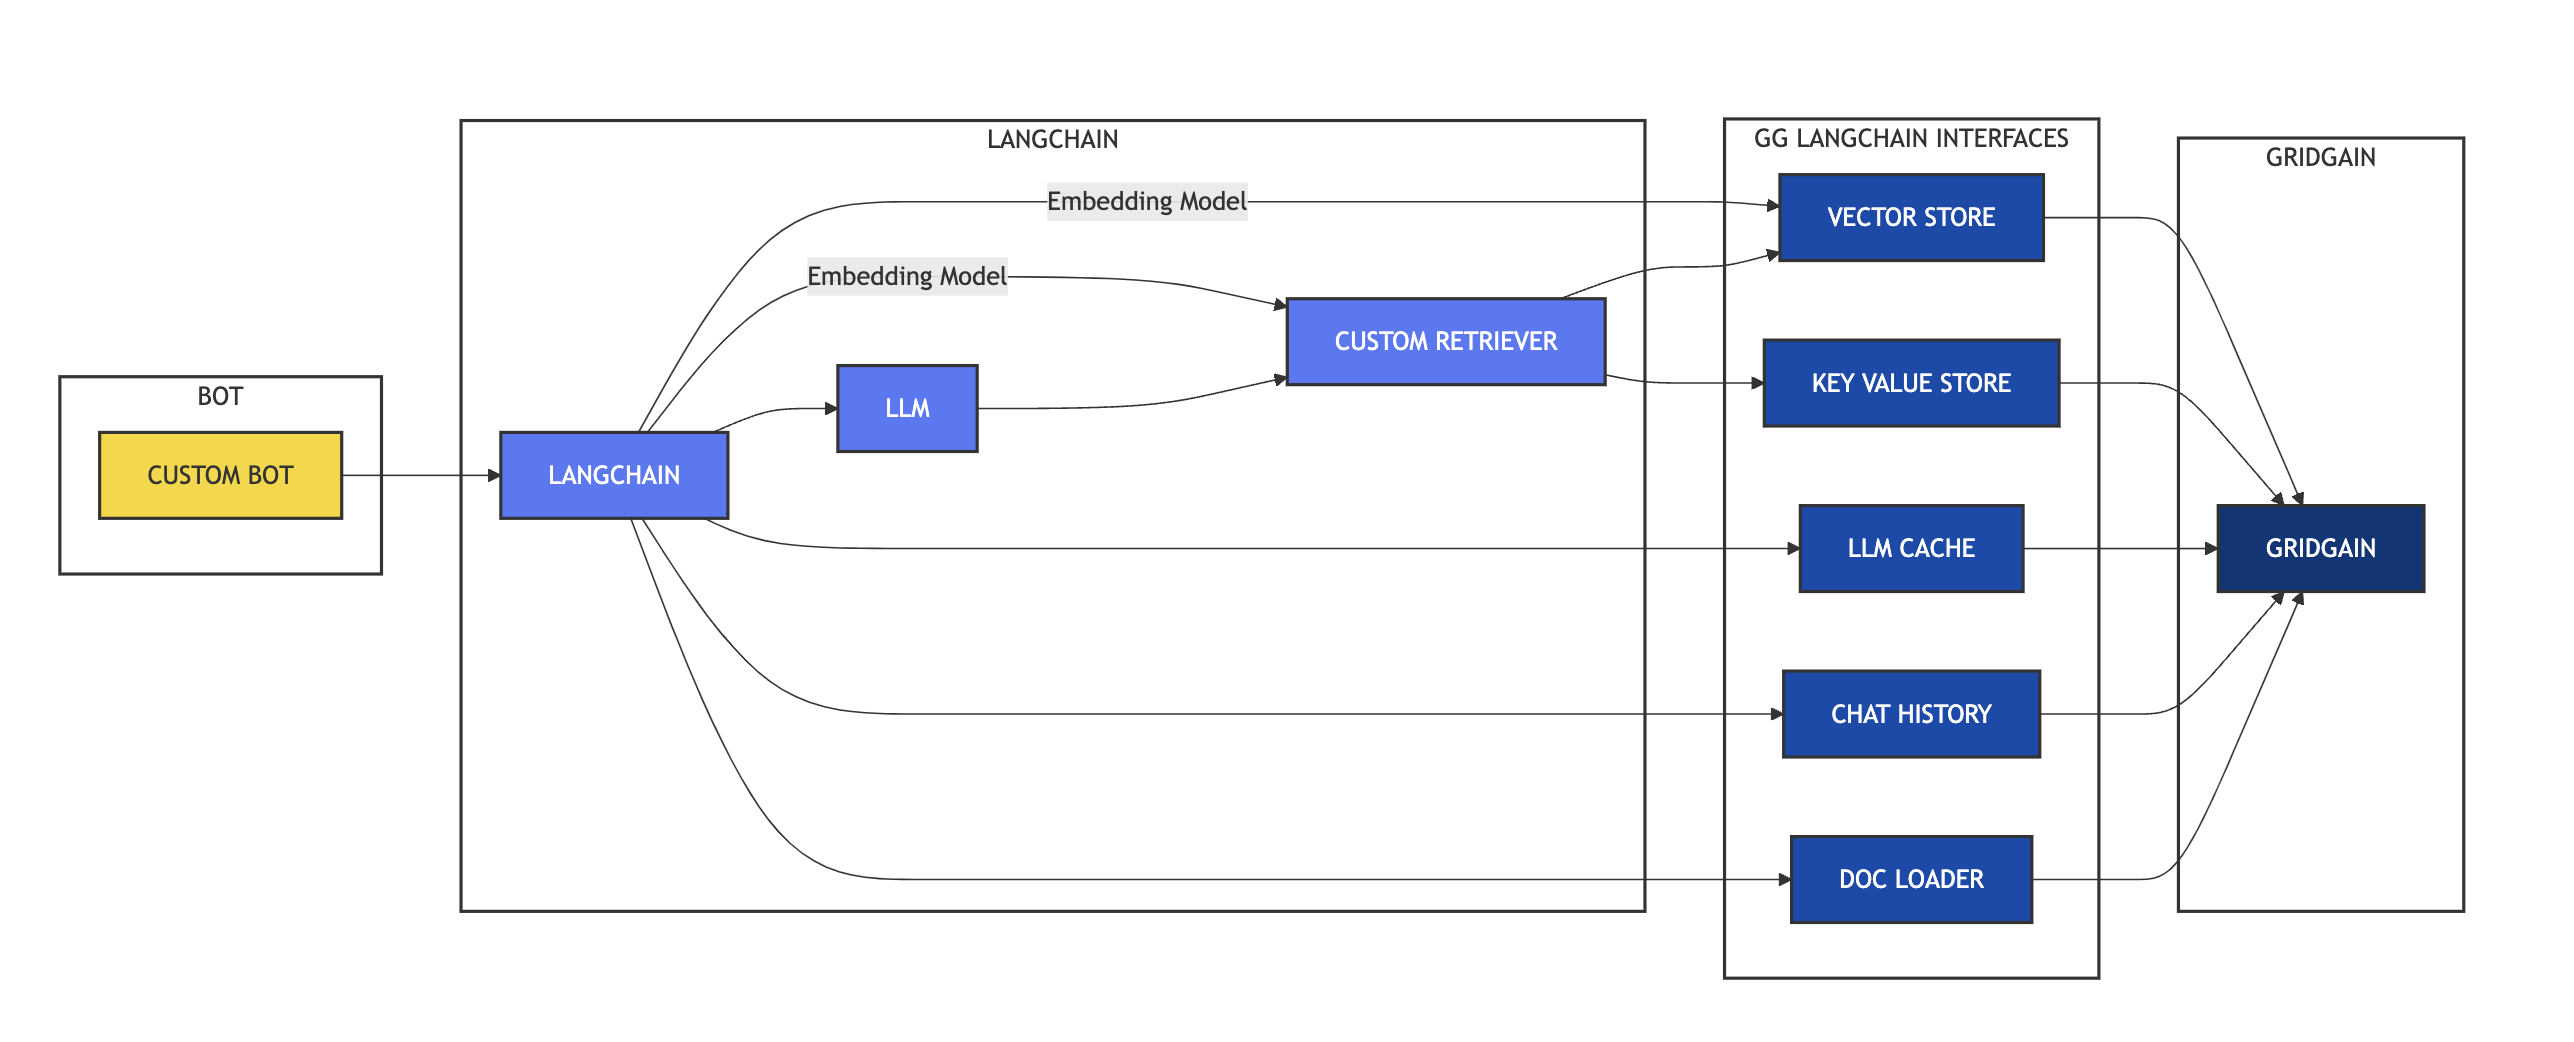 BOT
CUSTOM BOT
LANGCHAIN
Embedding Model
Embedding Model
CUSTOM RETRIEVER
LLM
LANGCHAIN
GG LANGCHAIN INTERFACES
VECTOR STORE
KEY VALUE STORE
LLM CACHE
CHAT HISTORY
DOC LOADER
GRIDGAIN
GRIDGAIN